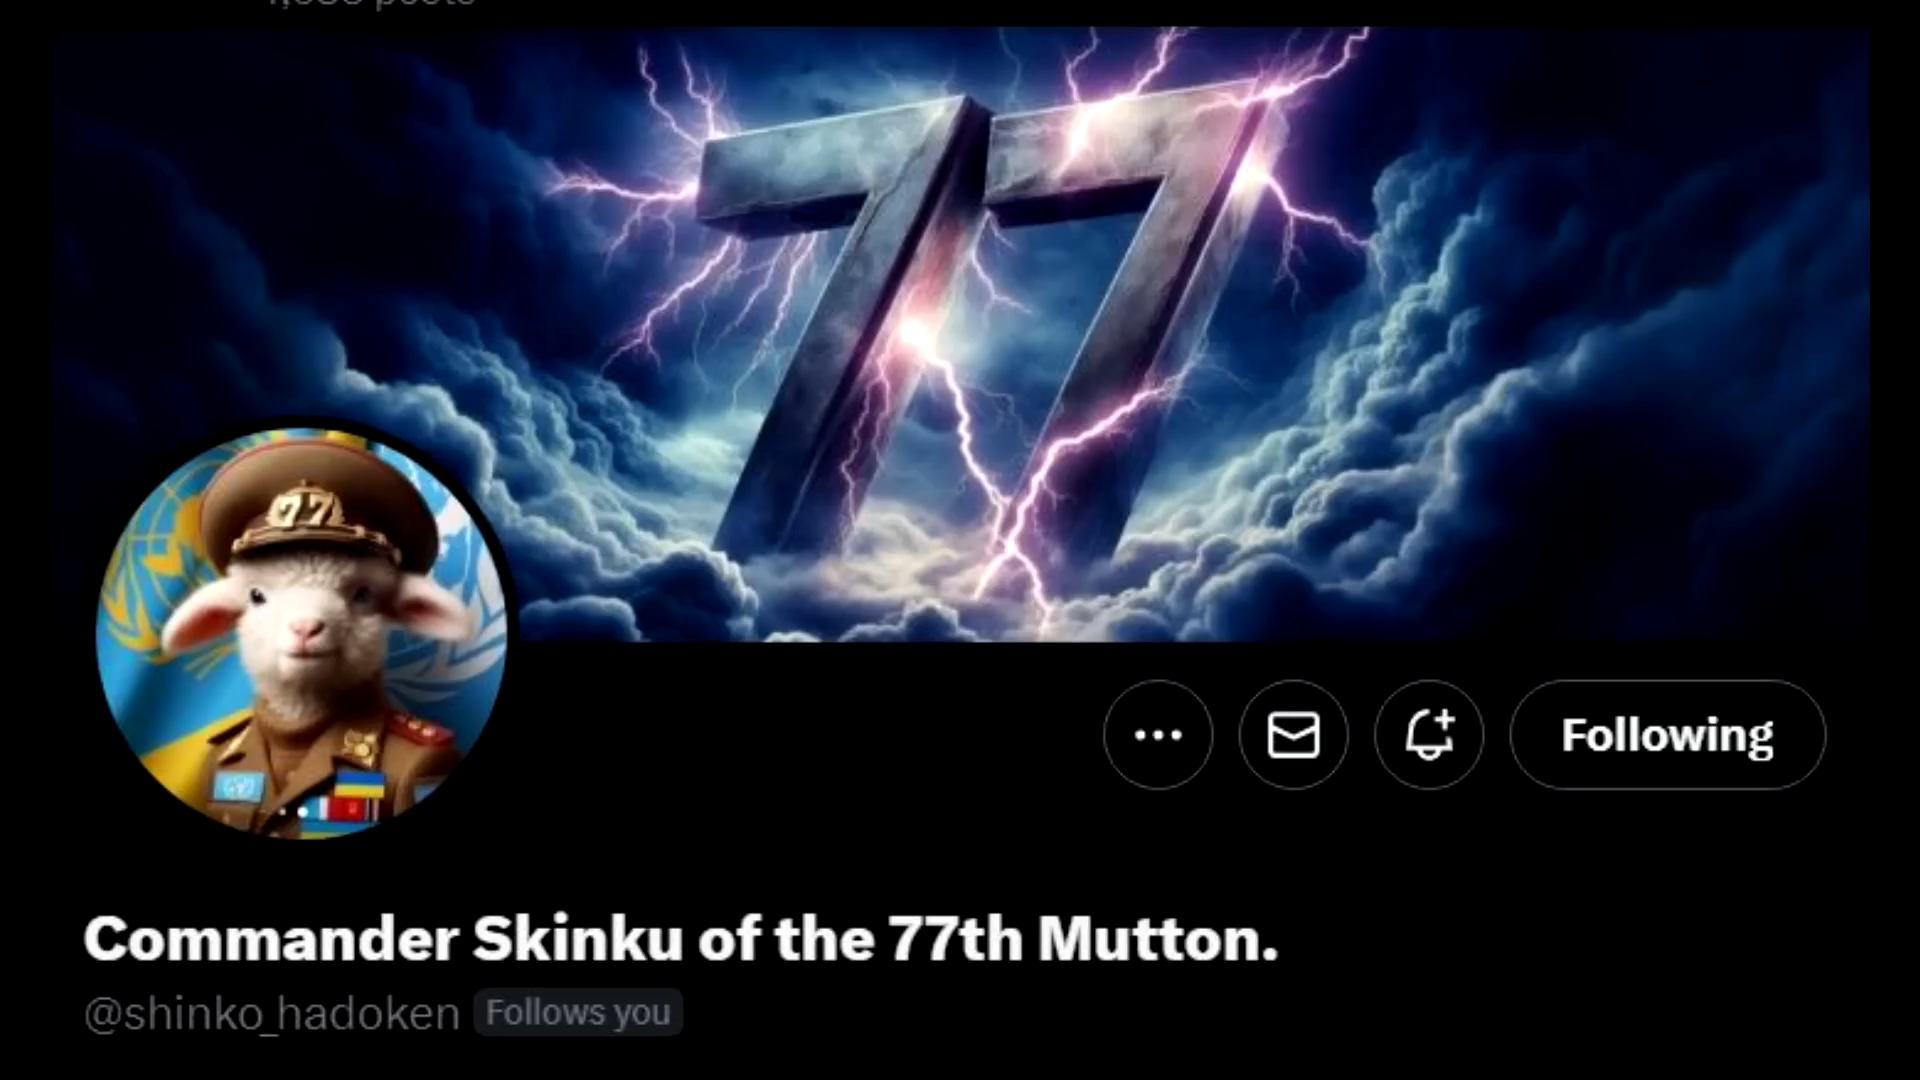 77
77
Following
Commander Skinku of the 77th Mutton.
@shinko_hadoken Follows you